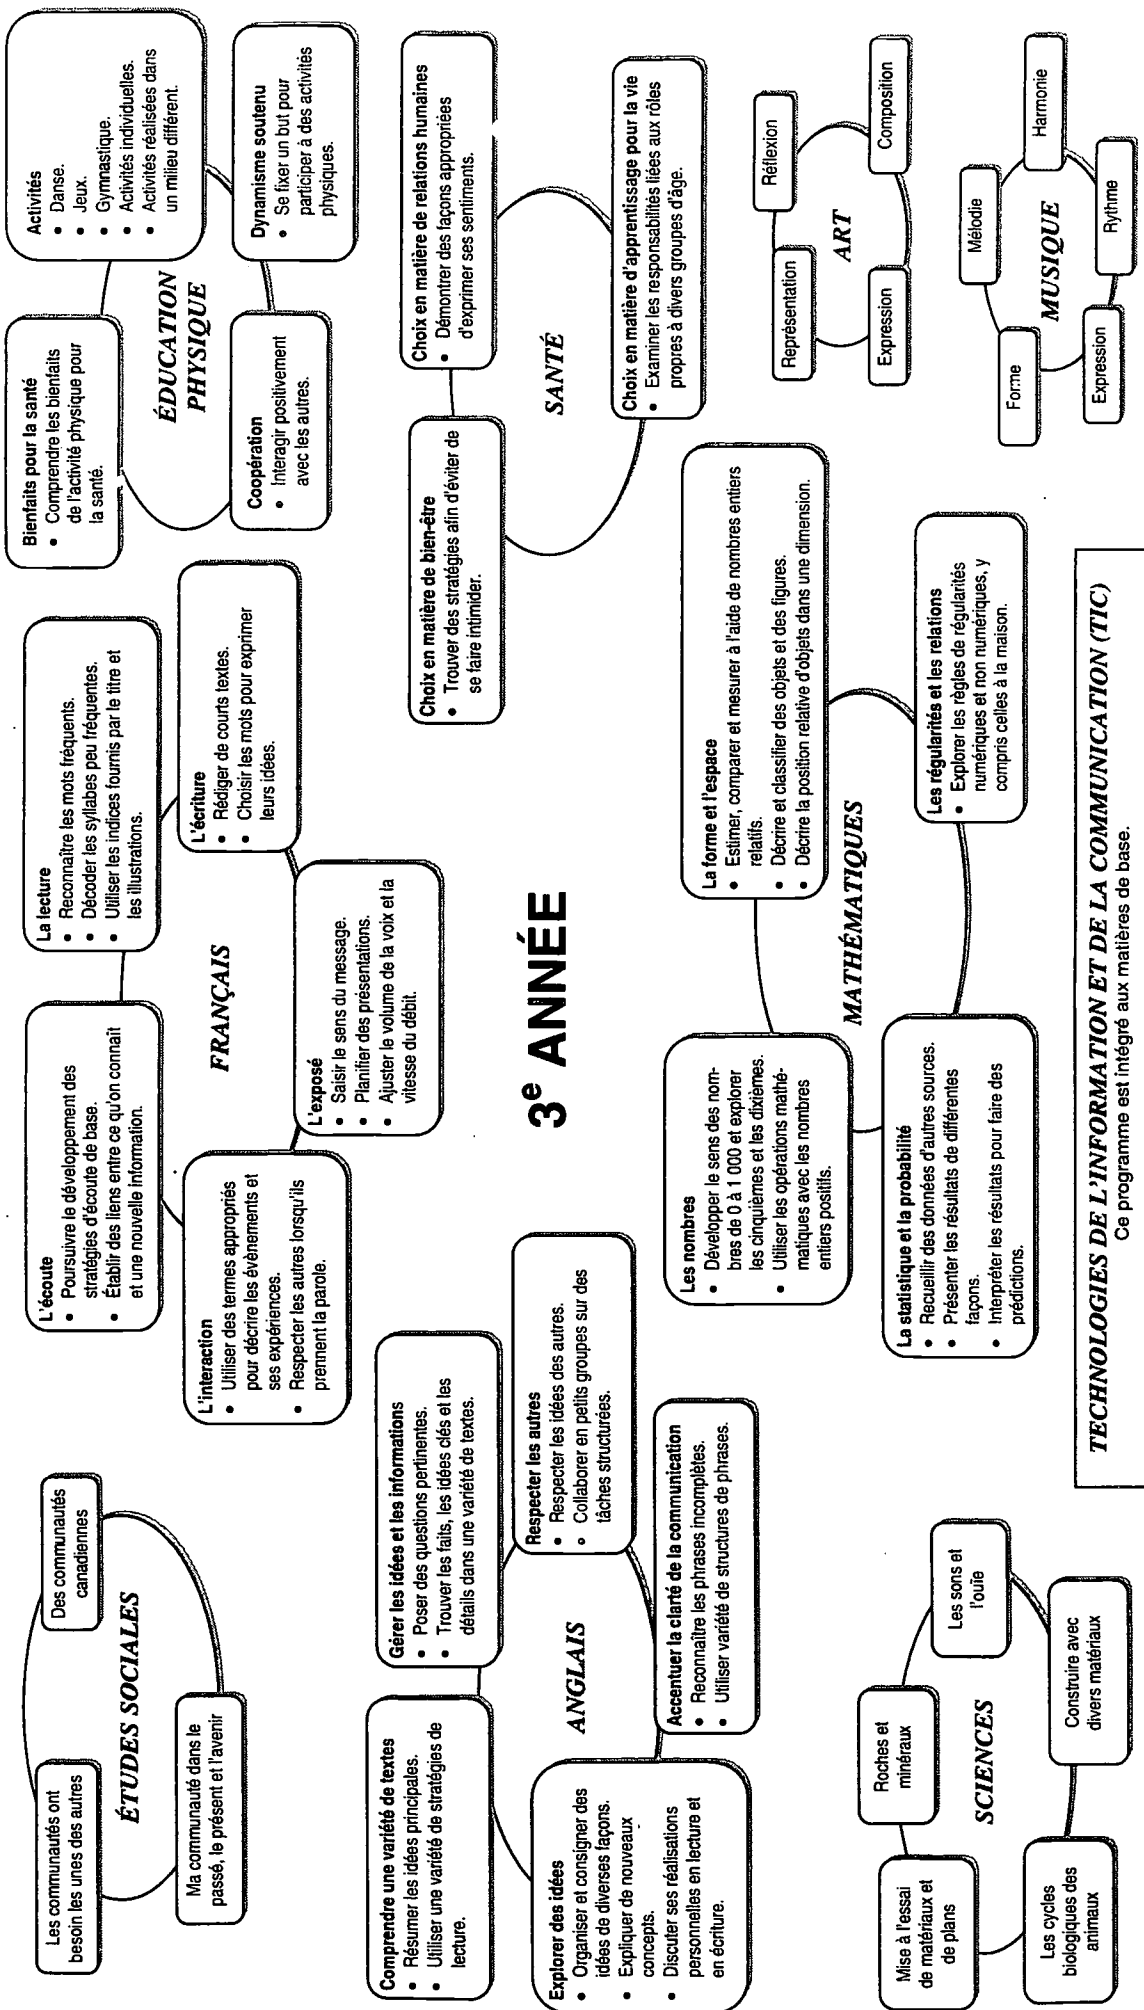 Les communautés ont
besoin les unes des autres
Des communautés
canadiennes
ÉTUDES SOCIALES
Ma communauté dans le
passé, le présent et l'avenir
L'écoute
• Poursuivre le développement des
stratégies d'écoute de base.
• Établir des liens entre ce qu'on connaît
et une nouvelle information.
La lecture
• Reconnaître les mots fréquents.
• Décoder les syllabes peu fréquentes.
• Utiliser les indices fournis par le titre et
les illustrations.
FRANÇAIS
L'interaction
• Utiliser des termes appropriés
pour décrire les évènements et
ses expériences.
• Respecter les autres lorsqu'ils
prennent la parole.
L'écriture
• Rédiger de courts textes.
• Choisir les mots pour exprimer
leurs idées.
L'exposé
• Saisir le sens du message.
• Planifier des présentations.
• Ajuster le volume de la voix et la
vitesse du débit.
Bienfaits pour la santé
• Comprendre les bienfaits
de l'activité physique pour
la santé.
Activités
• Danse.
• Jeux.
• Gymnastique.
• Activités individuelles.
• Activités réalisées dans
un milieu différent.
ÉDUCATION
PHYSIQUE
Coopération
• Interagir positivement
avec les autres.
Dynamisme soutenu
• Se fixer un but pour
participer à des activités
physiques.
Comprendre une variété de textes
• Résumer les idées principales.
• Utiliser une variété de stratégies de
lecture.
Gérer les idées et les informations
• Poser des questions pertinentes.
• Trouver les faits, les idées clés et les
détails dans une variété de textes.
ANGLAIS
Respecter les autres
• Respecter les idées des autres.
• Collaborer en petits groupes sur des
tâches structurées.
Explorer des idées
• Organiser et consigner des
idées de diverses façons.
• Expliquer de nouveaux
concepts.
• Discuter ses réalisations
personnelles en lecture et
en écriture.
Accentuer la clarté de la communication
• Reconnaître les phrases incomplètes.
• Utiliser variété de structures de phrases.
3e ANNÉE
Choix en matière de bien-être
• Trouver des stratégies afin d'éviter de
se faire intimider.
Choix en matière de relations humaines
• Démontrer des façons appropriées
d'exprimer ses sentiments.
SANTÉ
Choix en matière d'apprentissage pour la vie
• Examiner les responsabilités liées aux rôles
propres à divers groupes d'âge.
Les nombres
• Développer le sens des nom-
bres de 0 à 1 000 et explorer
les cinquièmes et les dixièmes.
• Utiliser les opérations mathé-
matiques avec les nombres
entiers positifs.
La forme et l'espace
• Estimer, comparer et mesurer à l'aide de nombres entiers
relatifs.
• Décrire et classifier des objets et des figures.
• Décrire la position relative d'objets dans une dimension.
MATHÉMATIQUES
La statistique et la probabilité
• Recueillir des données d'autres sources.
• Présenter les résultats de différentes
façons.
• Interpréter les résultats pour faire des
prédictions.
Les régularités et les relations
• Explorer les règles de régularités
numériques et non numériques, y
compris celles à la maison.
Représentation
Réflexion
ART
Expression
Composition
Mise à l'essai
de matériaux et
de plans
Roches et
minéraux
Les sons et
l'ouïe
SCIENCES
Les cycles
biologiques des
animaux
Construire avec
divers matériaux
Forme
Mélodie
Harmonie
MUSIQUE
Expression
Rythme
TECHNOLOGIES DE L'INFORMATION ET DE LA COMMUNICATION (TIC)
Ce programme est intégré aux matières de base.